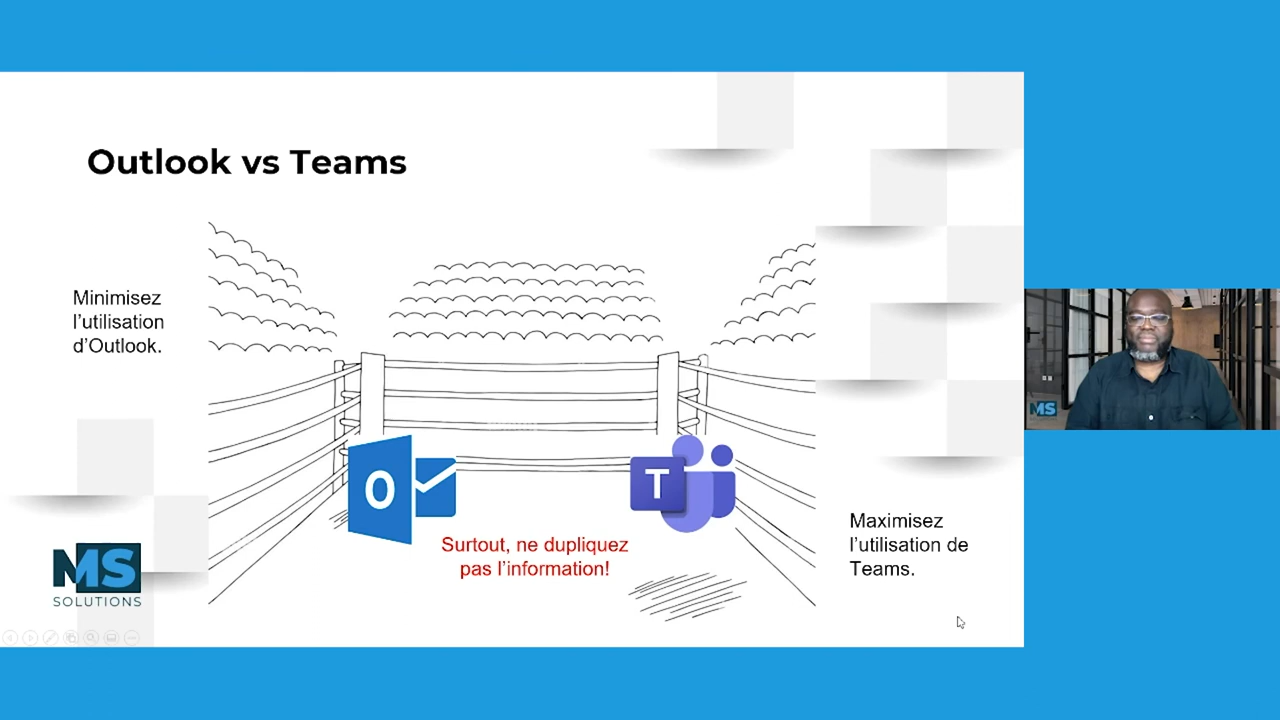 Outlook vs Teams
Minimisez
l’utilisation
d’Outlook.
O
T
Surtout, ne dupliquez
pas l’information!
Maximisez
l’utilisation de
Teams.
MS
SOLUTIONS
MS